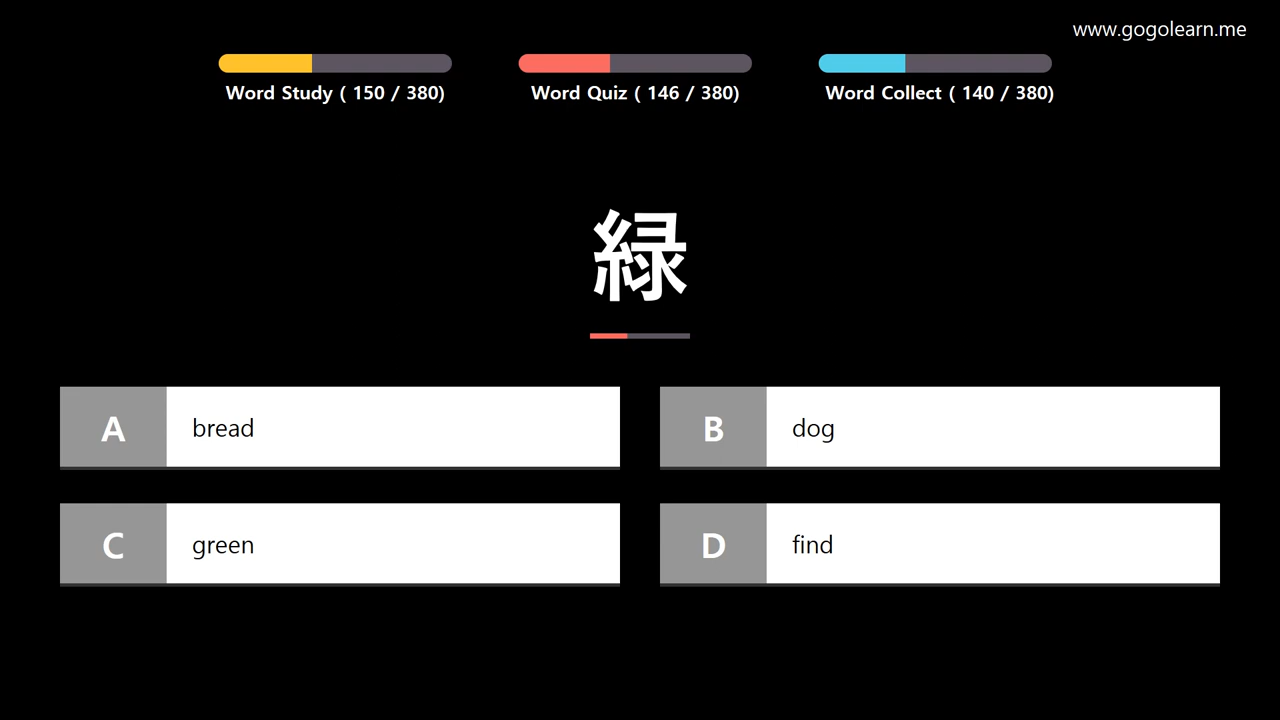 www.gogolearn.me
Word Study ( 150 / 380)
Word Quiz ( 146 / 380)
Word Collect ( 140 / 380)
緑
A bread
B dog
C green
D find